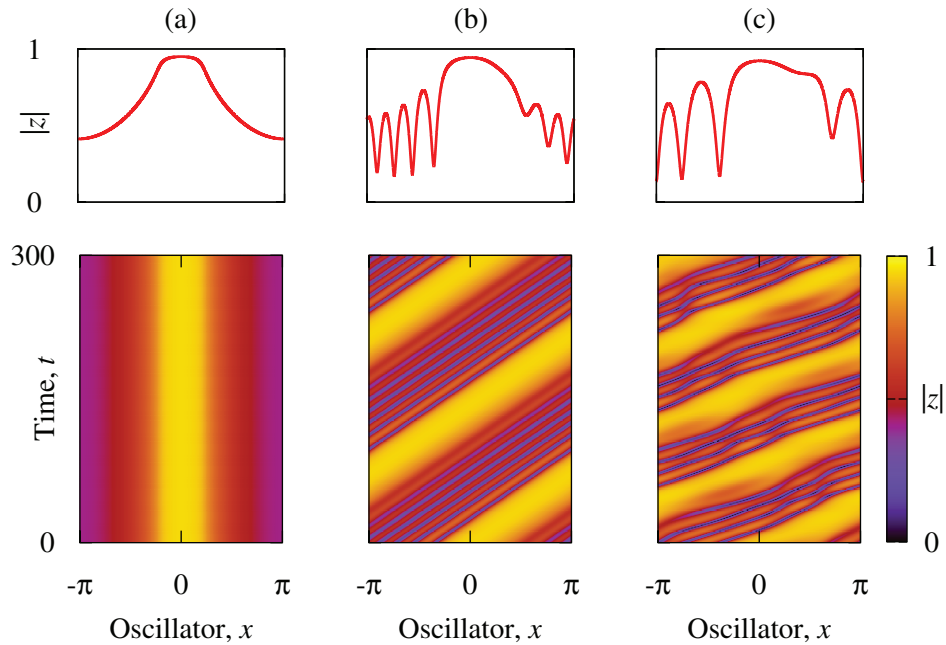 (a) (b) (c)
1
|z|
0
-π π -π π -π π
300
Time, t
0
-π 0 π -π 0 π -π 0 π
Oscillator, x Oscillator, x Oscillator, x
1
|z|
0